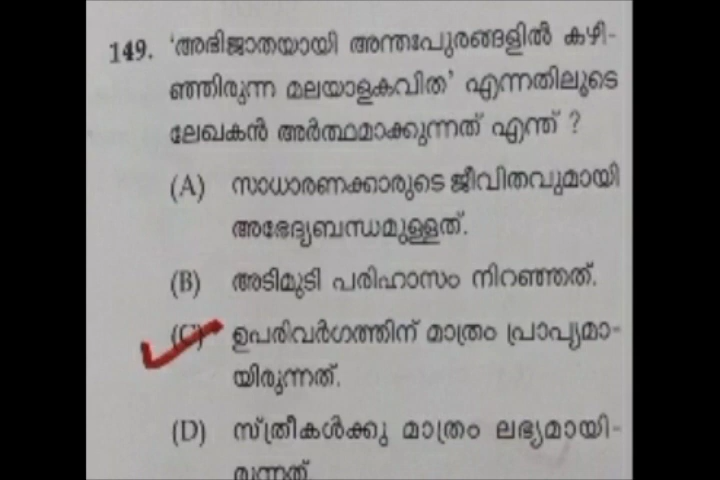 149. 'അഭിജാതയായി അന്തഃപുരങ്ങളിൽ കഴി-
ഞ്ഞിരുന്ന മലയാളകവിത' എന്നതിലൂടെ
ലേഖകൻ അർത്ഥമാക്കുന്നത് എന്ത് ?
(A) സാധാരണക്കാരുടെ ജീവിതവുമായി
അഭേദ്യബന്ധമുള്ളത്.
(B) അടിമുടി പരിഹാസം നിറഞ്ഞത്.
(C) ഉപരിവർഗത്തിന് മാത്രം പ്രാപ്യമാ-
യിരുന്നത്.
(D) സ്ത്രീകൾക്കു മാത്രം ലഭ്യമായി-
രുന്നത്.